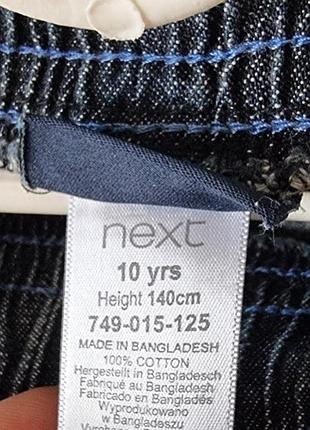 next
10 yrs
Height 140cm
749-015-125
MADE IN BANGLADESH
100% COTTON
Hergestellt in Bangladesch
Fabriqué au Bangladesh
Fabricado en Bangladés
Wyprodukowano
w Bangladeszu